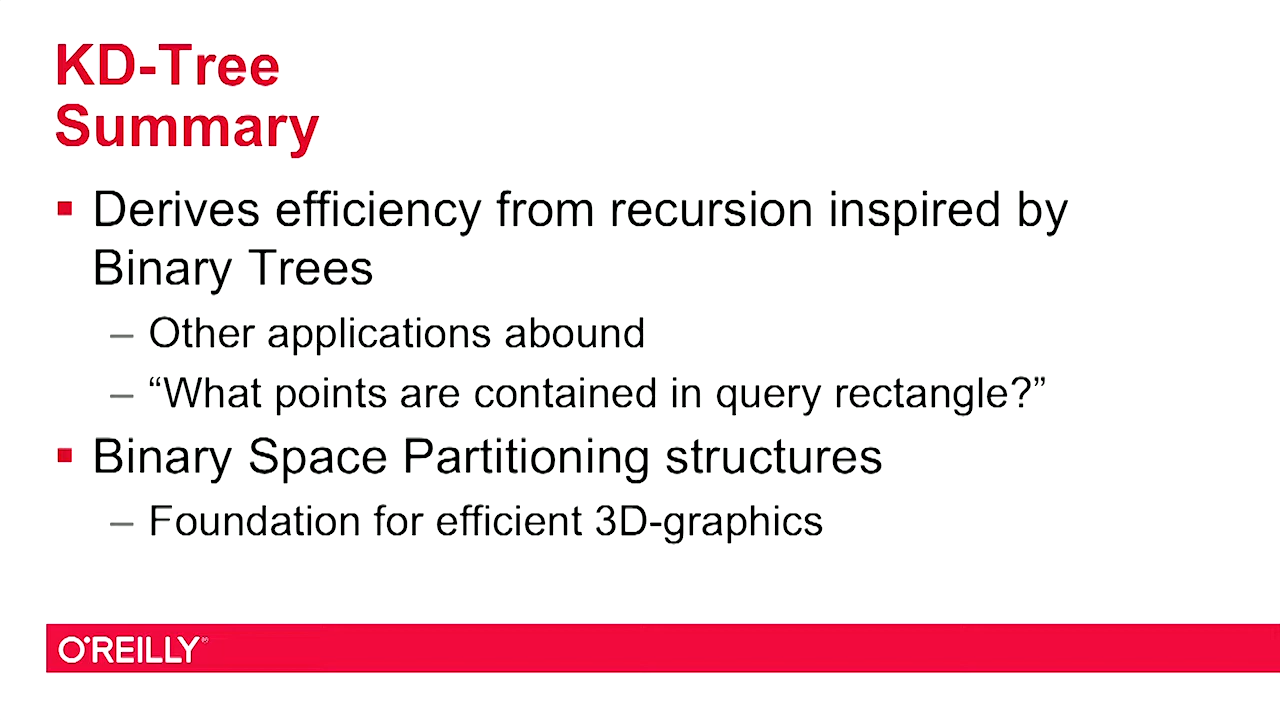 KD-Tree
Summary
▪ Derives efficiency from recursion inspired by
Binary Trees
– Other applications abound
– “What points are contained in query rectangle?”
▪ Binary Space Partitioning structures
– Foundation for efficient 3D-graphics
O'REILLY®